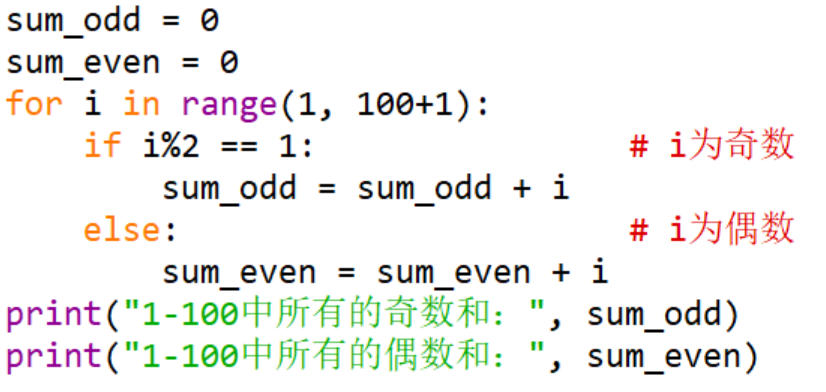 sum_odd = 0
sum_even = 0
for i in range(1, 100+1):
    if i%2 == 1:                # i为奇数
        sum_odd = sum_odd + i
    else:                       # i为偶数
        sum_even = sum_even + i
print("1-100中所有的奇数和：", sum_odd)
print("1-100中所有的偶数和：", sum_even)